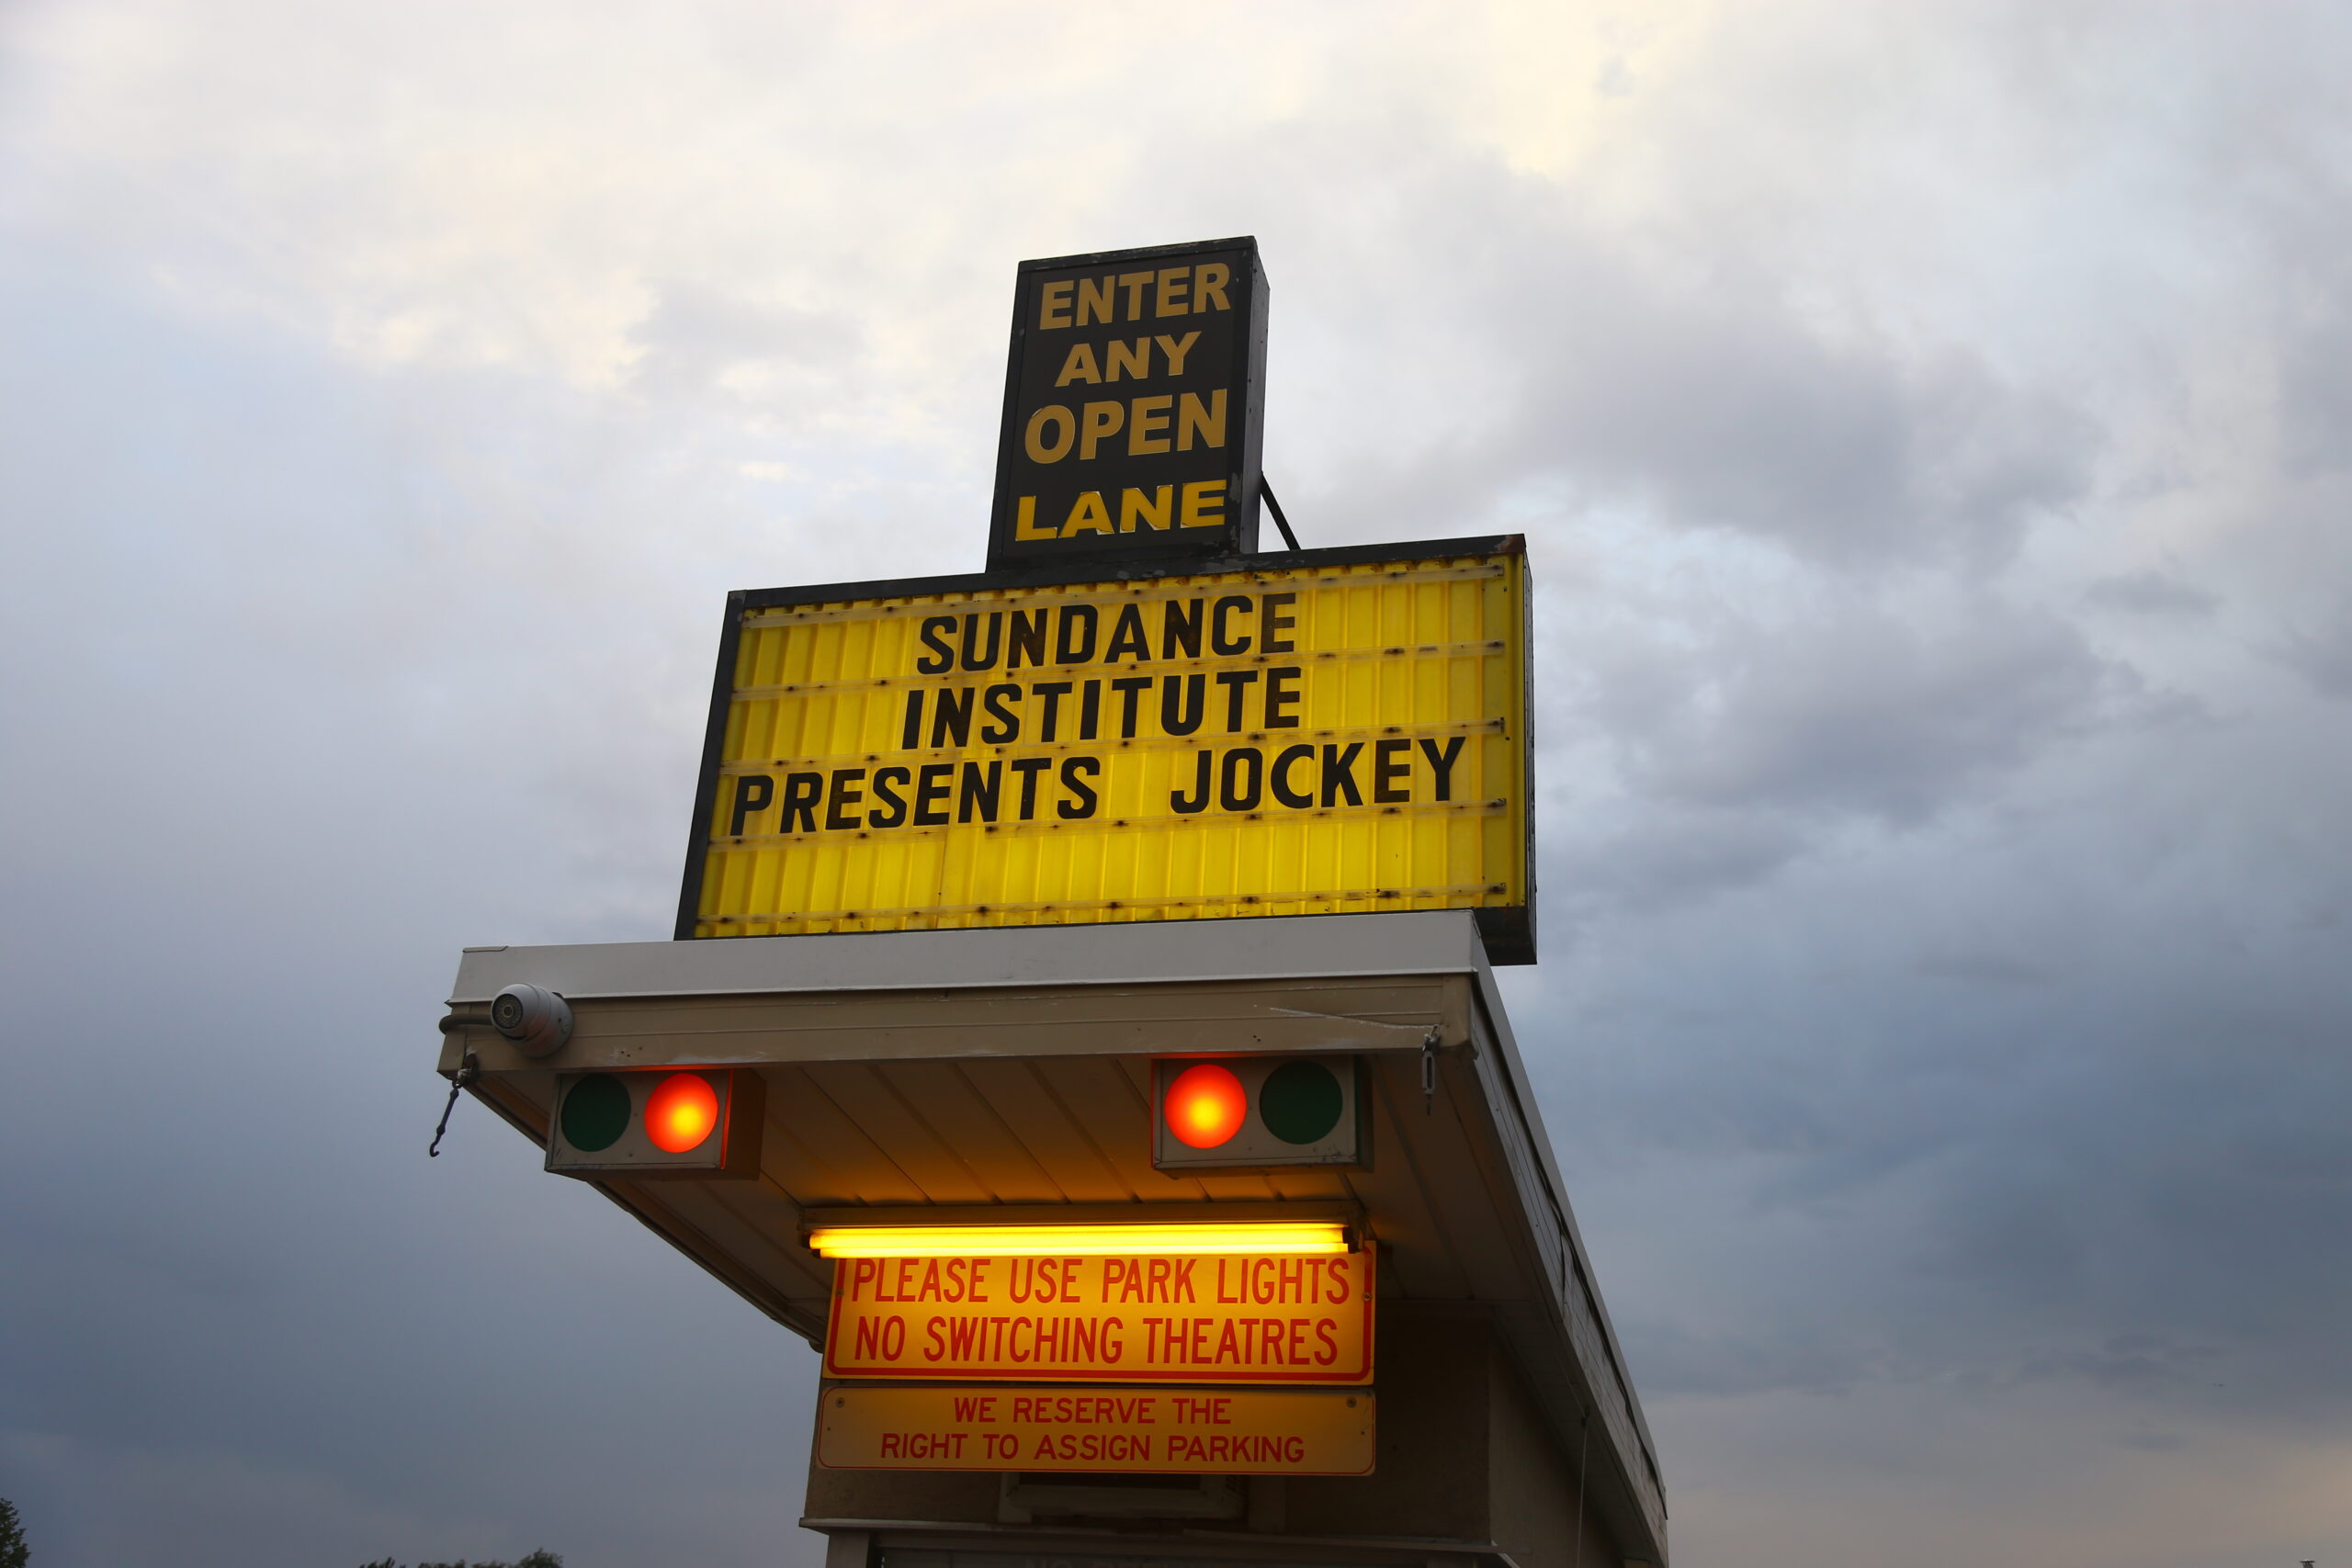 ENTER
ANY
OPEN
LANE
SUNDANCE
INSTITUTE
PRESENTS JOCKEY
PLEASE USE PARK LIGHTS
NO SWITCHING THEATRES
WE RESERVE THE
RIGHT TO ASSIGN PARKING